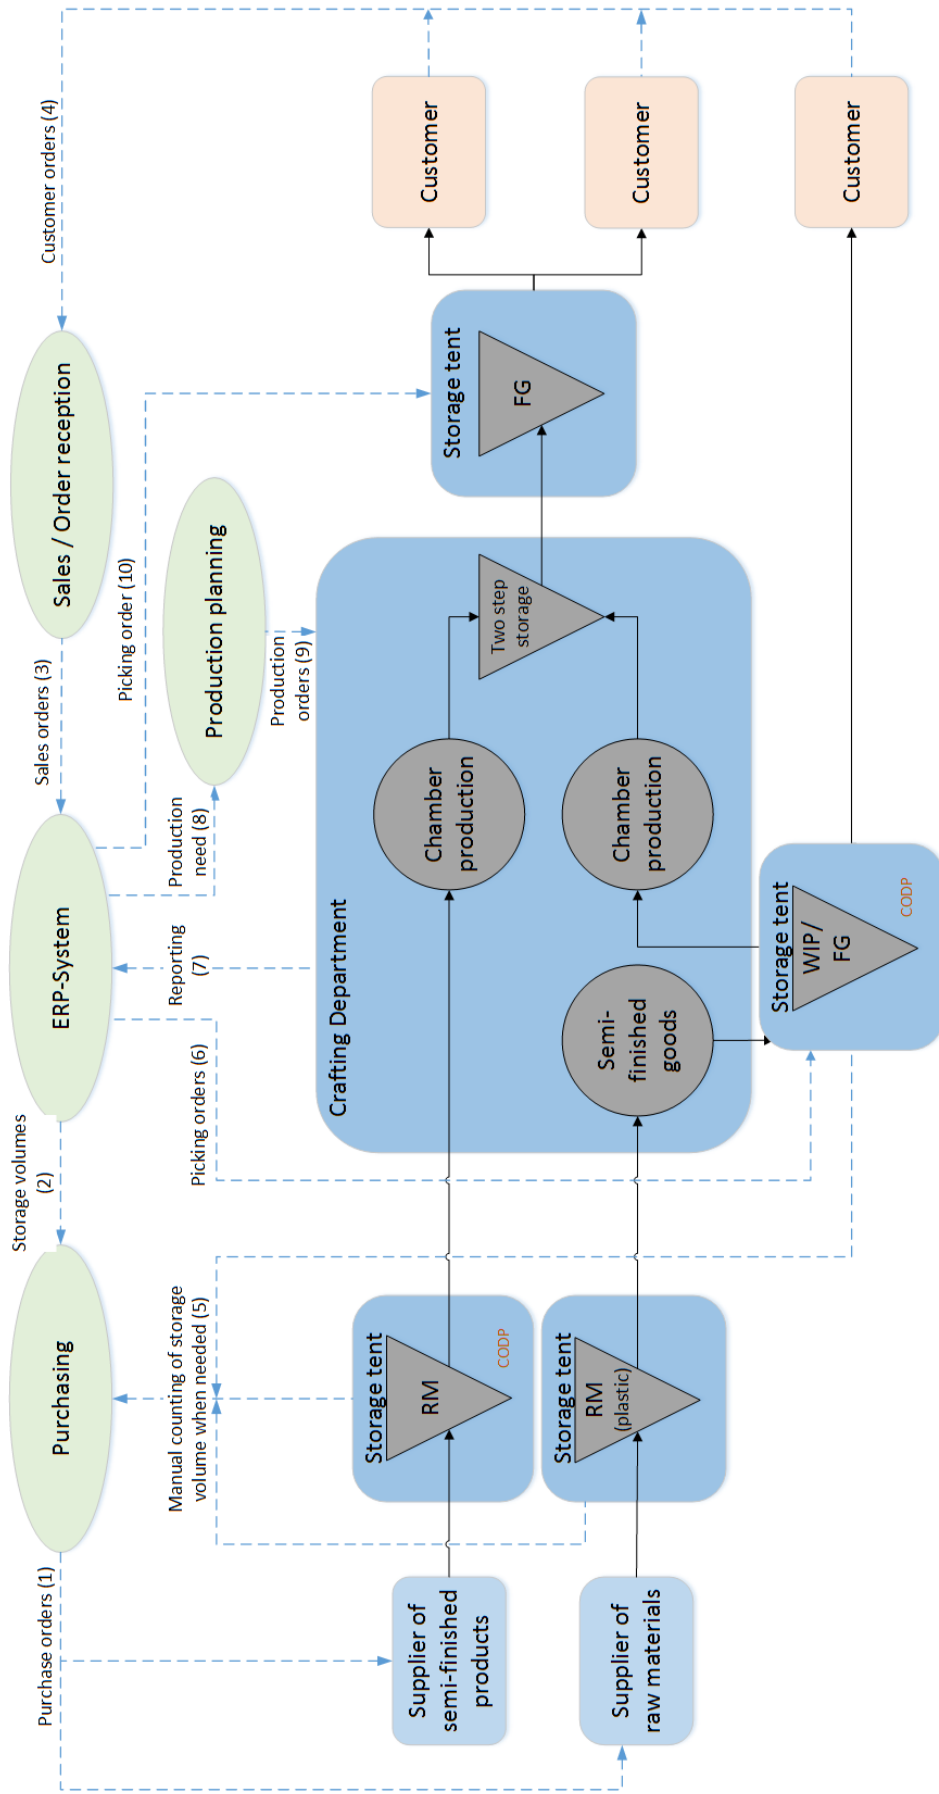 Purchase orders (1)
Purchasing
Storage volumes
(2)
ERP-System
Sales orders (3)
Sales / Order reception
Customer orders (4)
Manual counting of storage
volume when needed (5)
Picking orders (6)
Reporting
(7)
Production
need (8)
Picking order (10)
Production planning
Production
orders (9)
Supplier of
semi-finished
products
Storage tent
RM
CODP
Crafting Department
Chamber
production
Two step
storage
Storage tent
FG
Customer
Customer
Supplier of
raw materials
Storage tent
RM
(plastic)
Semi-
finished
goods
Chamber
production
Storage tent
WIP/
FG
CODP
Customer